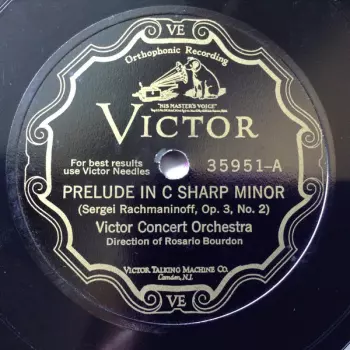 VE
Orthophonic Recording
"HIS MASTER'S VOICE"
VICTOR
For best results
use Victor Needles
35951-A
PRELUDE IN C SHARP MINOR
(Sergei Rachmaninoff, Op. 3, No. 2)
Victor Concert Orchestra
Direction of Rosario Bourdon
VICTOR TALKING MACHINE CO.
Camden, N.J.
VE